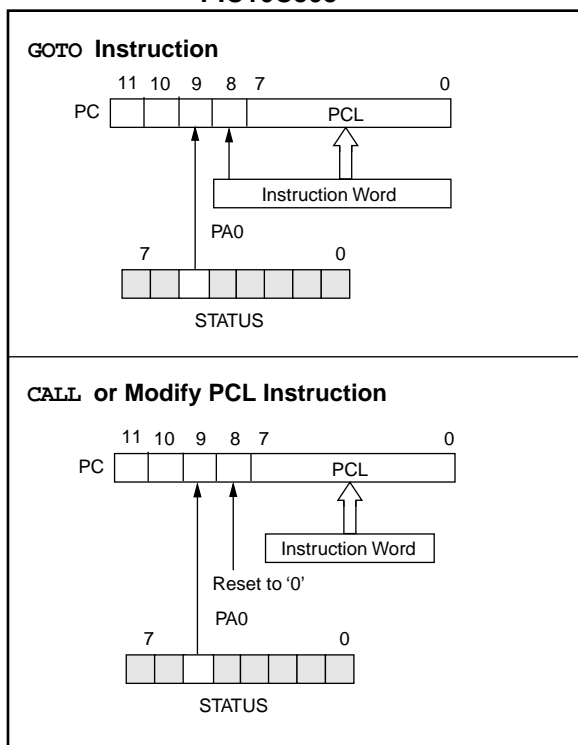 GOTO Instruction
11 10 9 8 7 0
PC PCL
Instruction Word
PA0
7 0
STATUS
CALL or Modify PCL Instruction
11 10 9 8 7 0
PC PCL
Instruction Word
Reset to ‘0’
PA0
7 0
STATUS